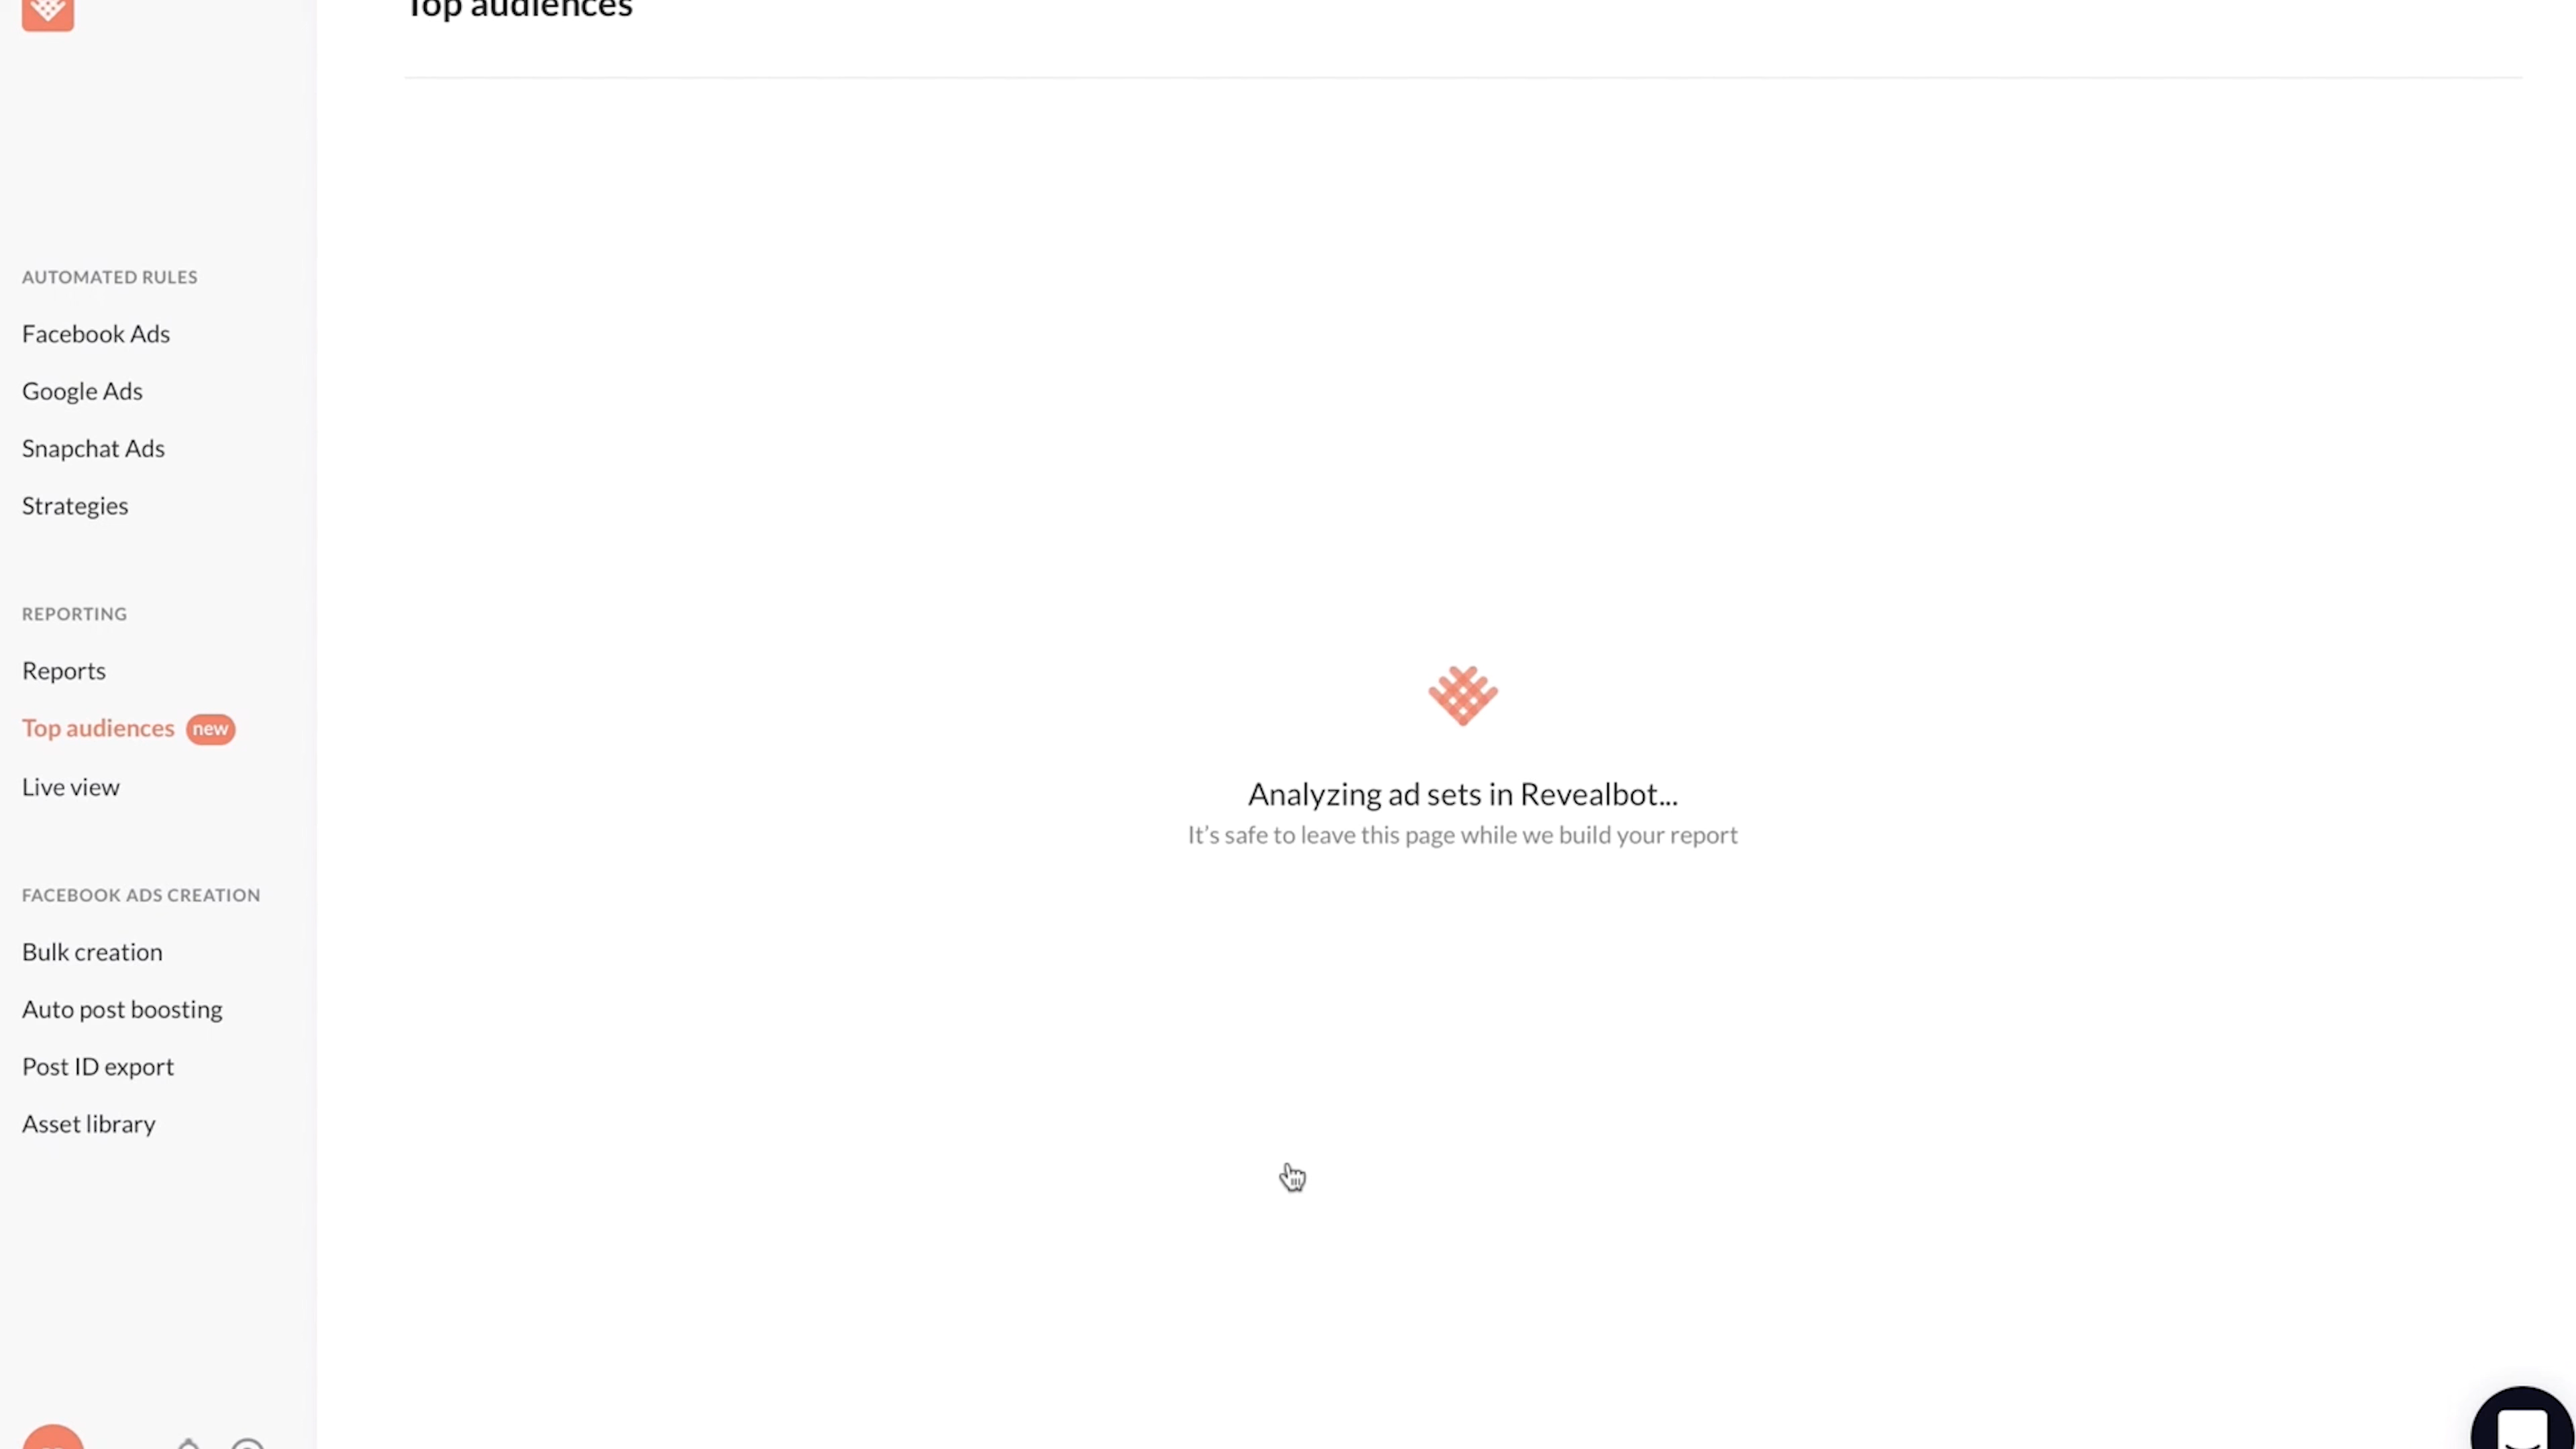 Top audiences
AUTOMATED RULES
Facebook Ads
Google Ads
Snapchat Ads
Strategies
REPORTING
Reports
Top audiences new
Live view
FACEBOOK ADS CREATION
Bulk creation
Auto post boosting
Post ID export
Asset library
Analyzing ad sets in Revealbot...
It's safe to leave this page while we build your report